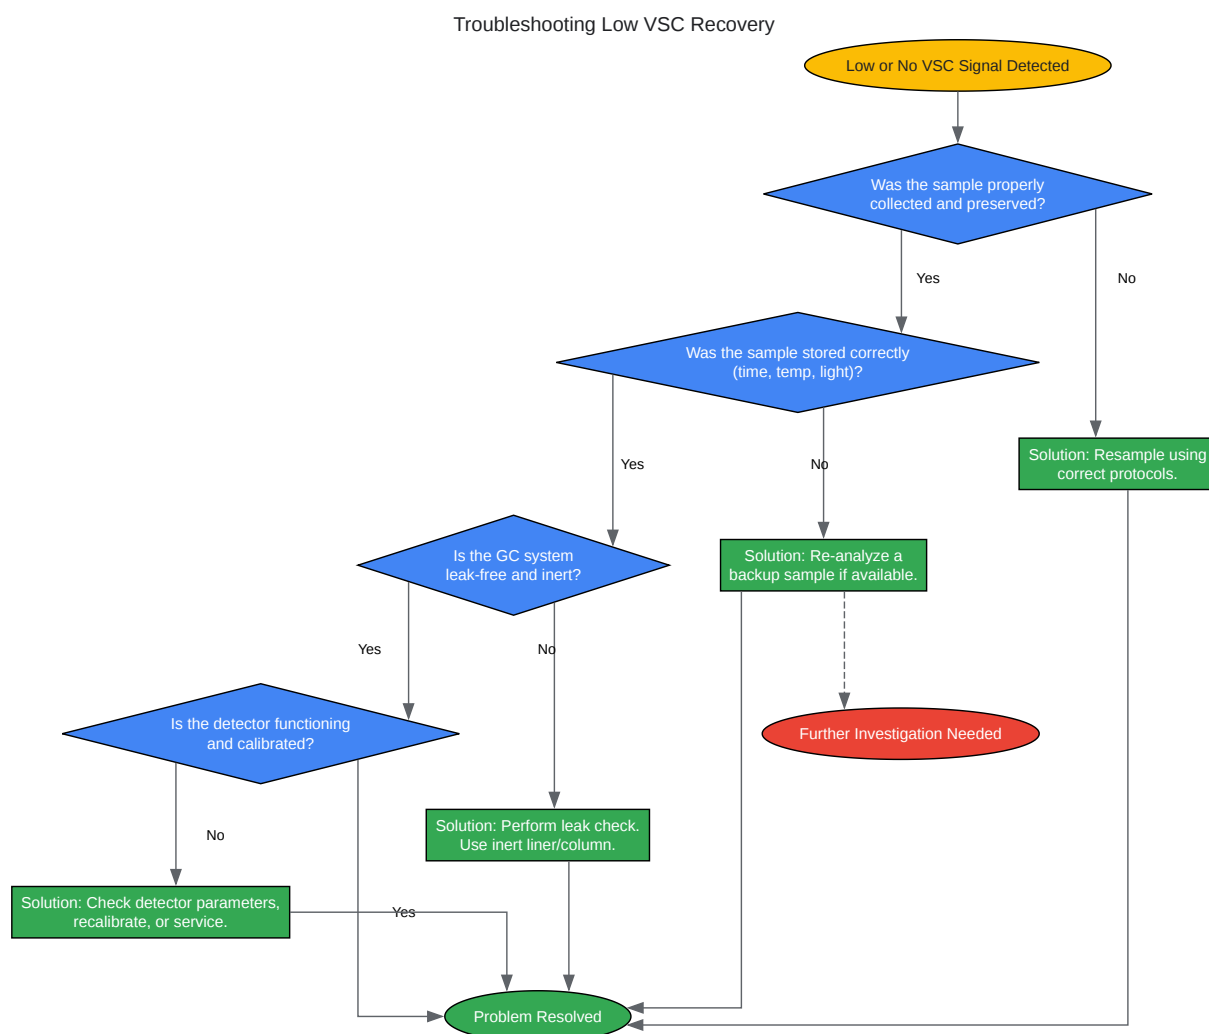 Troubleshooting Low VSC Recovery
Low or No VSC Signal Detected
Was the sample properly
collected and preserved?
Yes
No
Was the sample stored correctly
(time, temp, light)?
Yes
No
Solution: Resample using
correct protocols.
Is the GC system
leak-free and inert?
Solution: Re-analyze a
backup sample if available.
Yes
No
Is the detector functioning
and calibrated?
Further Investigation Needed
No
Solution: Perform leak check.
Use inert liner/column.
Solution: Check detector parameters,
recalibrate, or service.
Yes
Problem Resolved